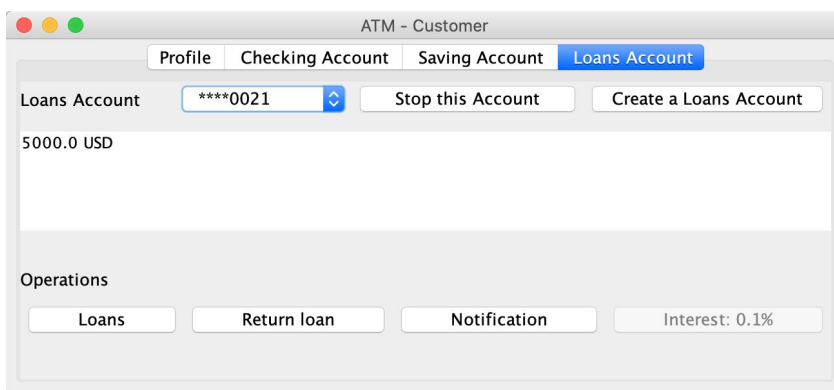 ATM - Customer
Profile Checking Account Saving Account Loans Account
Loans Account ****0021 Stop this Account Create a Loans Account
5000.0 USD
Operations
Loans Return loan Notification Interest: 0.1%